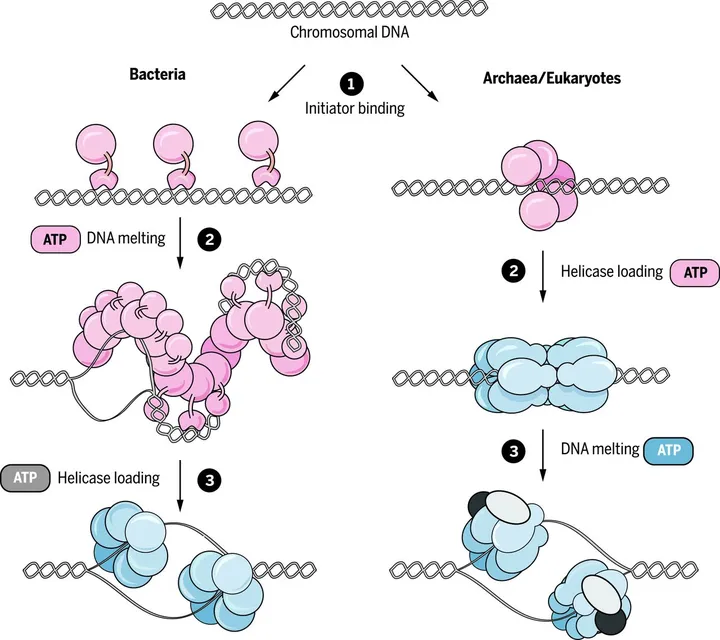 Chromosomal DNA
Bacteria
1
Archaea/Eukaryotes
Initiator binding
ATP DNA melting 2
2 Helicase loading ATP
3 DNA melting ATP
ATP Helicase loading 3